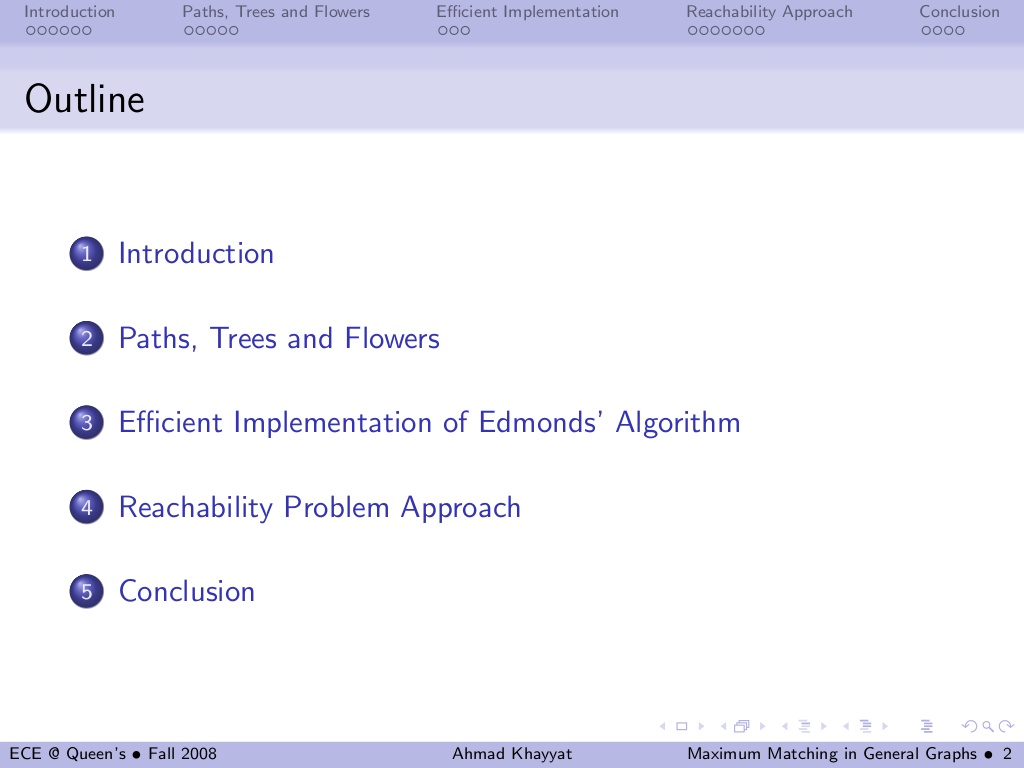 Introduction Paths, Trees and Flowers Efficient Implementation Reachability Approach Conclusion
Outline
1 Introduction
2 Paths, Trees and Flowers
3 Efficient Implementation of Edmonds’ Algorithm
4 Reachability Problem Approach
5 Conclusion
ECE @ Queen’s • Fall 2008 Ahmad Khayyat Maximum Matching in General Graphs • 2